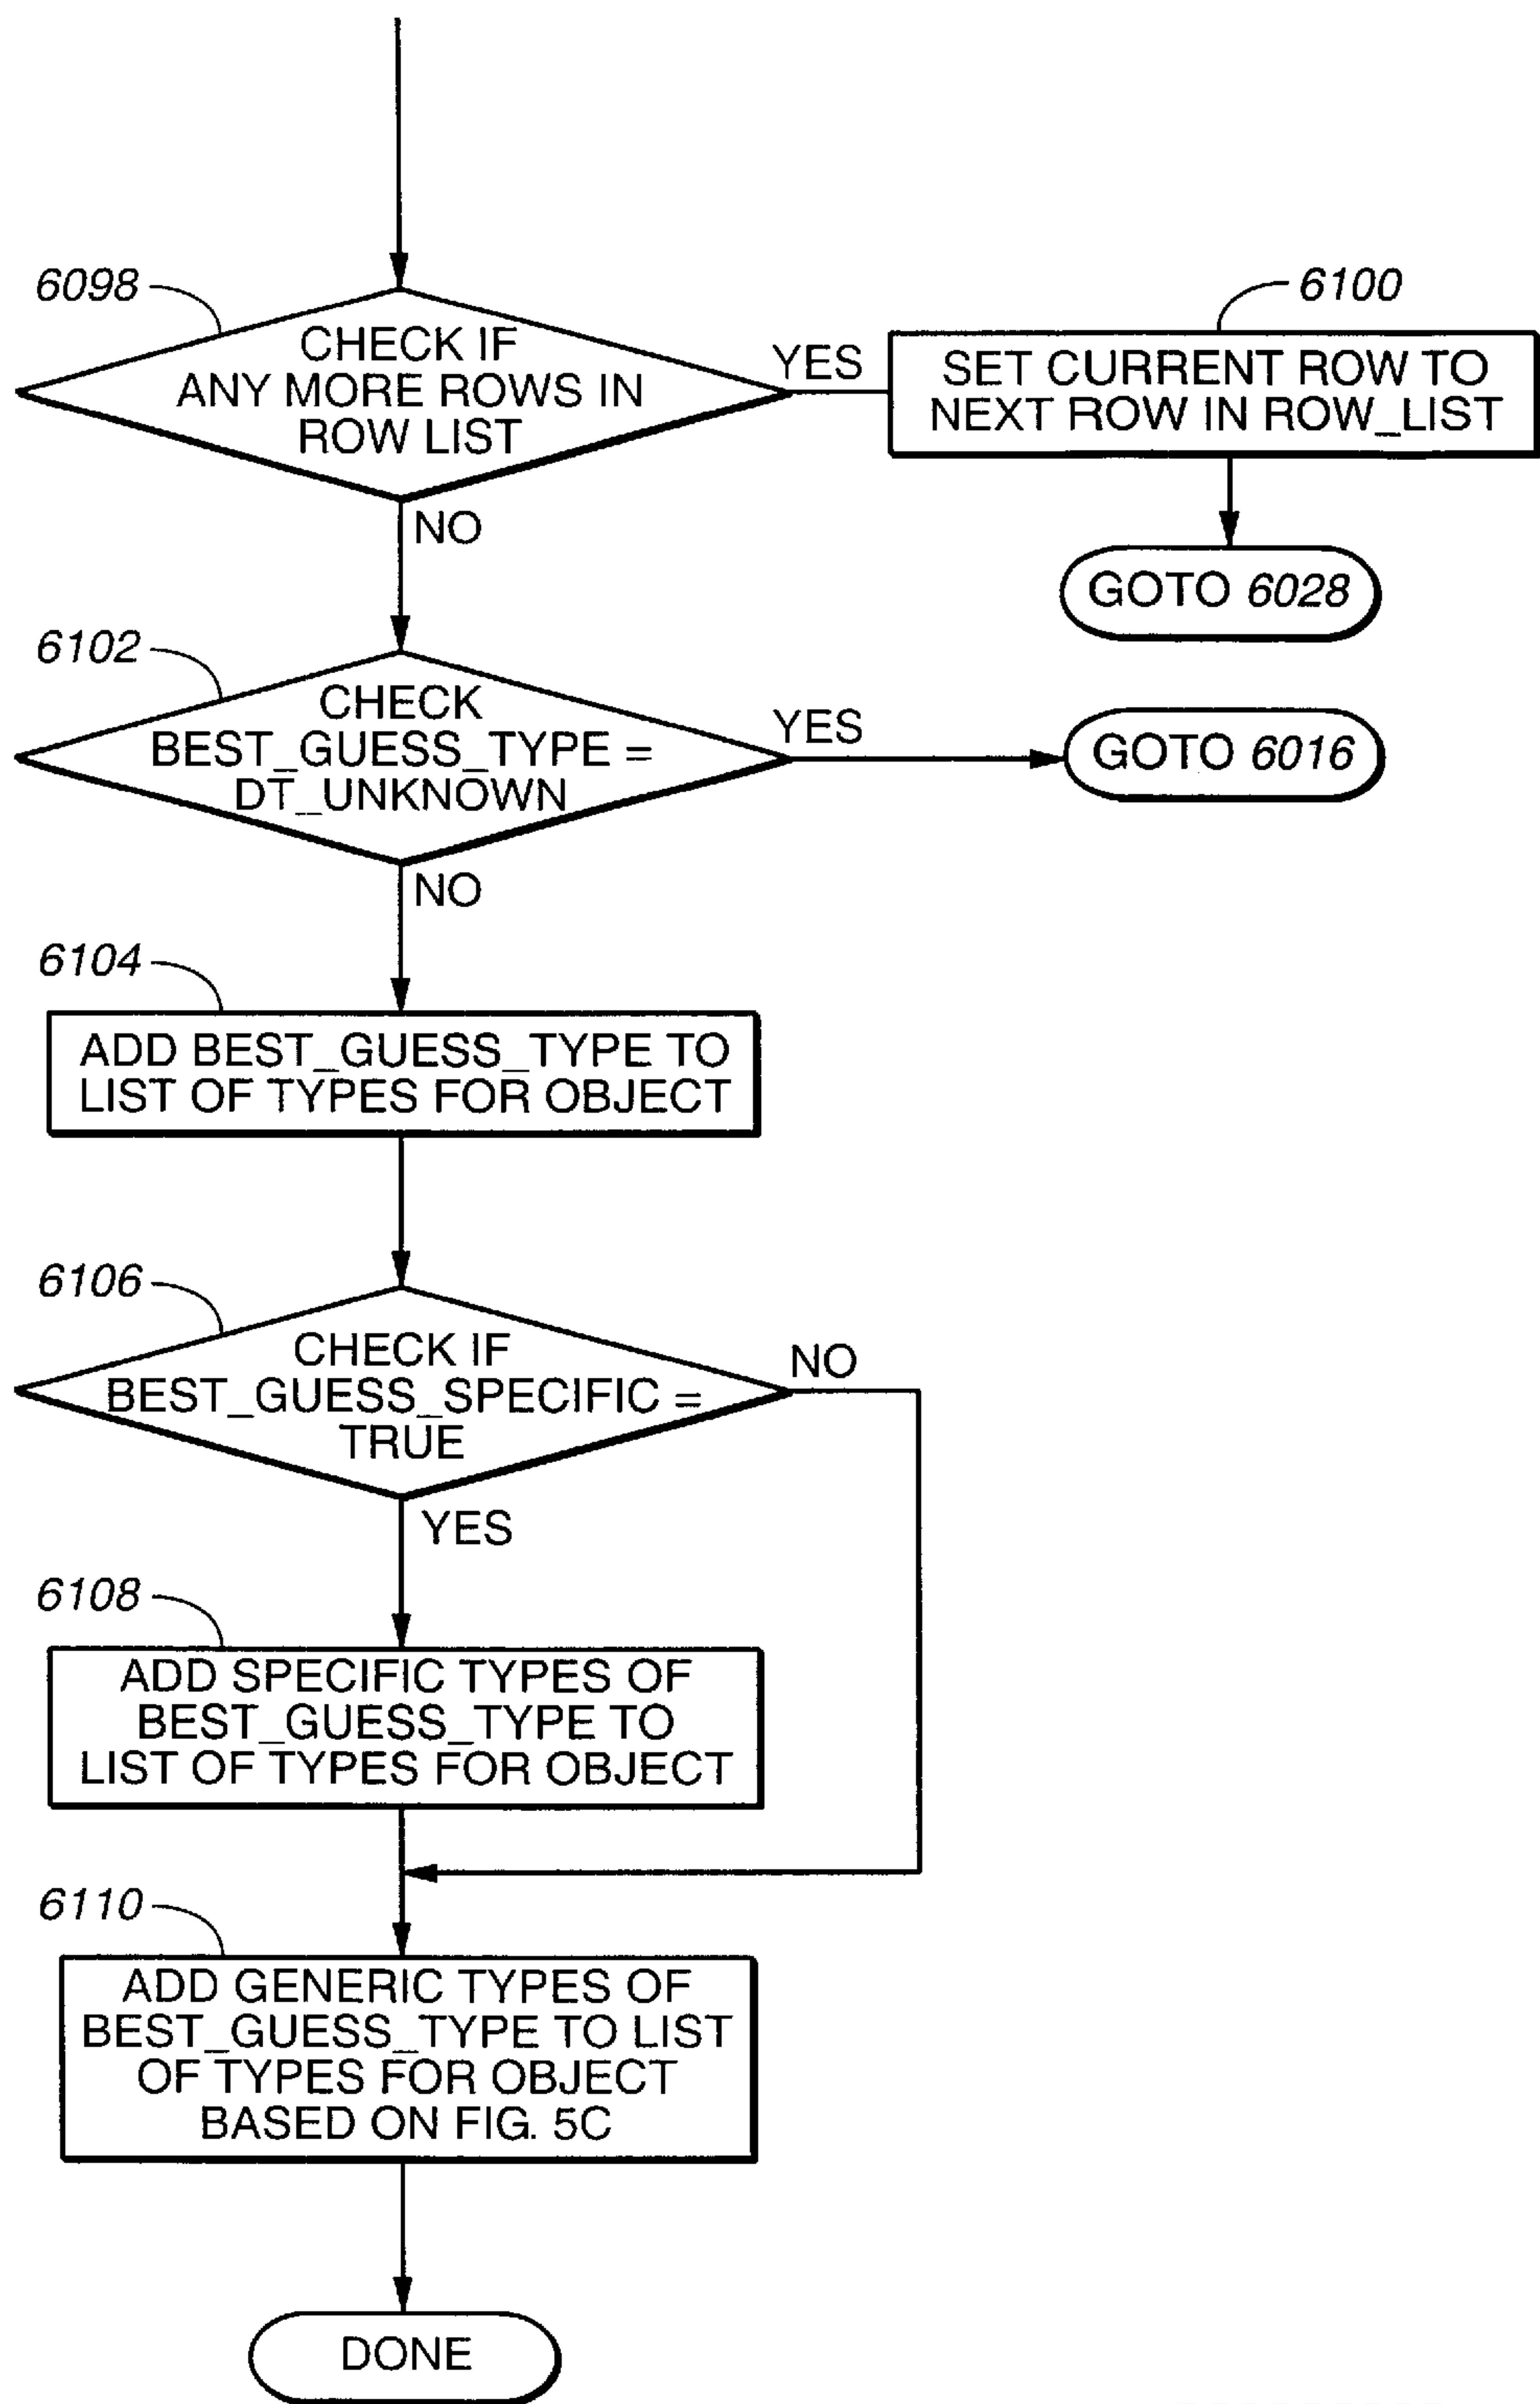 6098
CHECK IF
ANY MORE ROWS IN
ROW LIST
YES
6100
SET CURRENT ROW TO
NEXT ROW IN ROW_LIST
NO
GOTO 6028
6102
CHECK
BEST_GUESS_TYPE =
DT_UNKNOWN
YES
GOTO 6016
NO
6104
ADD BEST_GUESS_TYPE TO
LIST OF TYPES FOR OBJECT
6106
CHECK IF
BEST_GUESS_SPECIFIC =
TRUE
NO
YES
6108
ADD SPECIFIC TYPES OF
BEST_GUESS_TYPE TO
LIST OF TYPES FOR OBJECT
6110
ADD GENERIC TYPES OF
BEST_GUESS_TYPE TO LIST
OF TYPES FOR OBJECT
BASED ON FIG. 5C
DONE